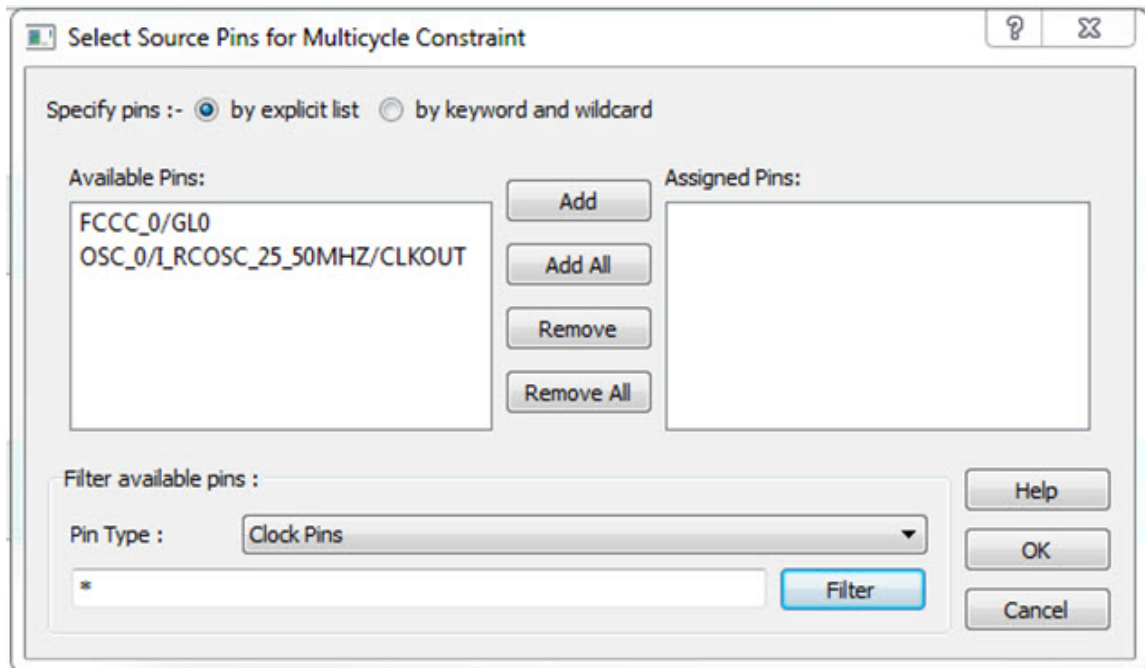 Select Source Pins for Multicycle Constraint
Specify pins :- by explicit list by keyword and wildcard
Available Pins:
FCCC_0/GL0
OSC_0/I_RCOSC_25_50MHZ/CLKOUT
Add
Add All
Remove
Remove All
Assigned Pins:
Filter available pins :
Pin Type : Clock Pins
*
Filter
Help
OK
Cancel